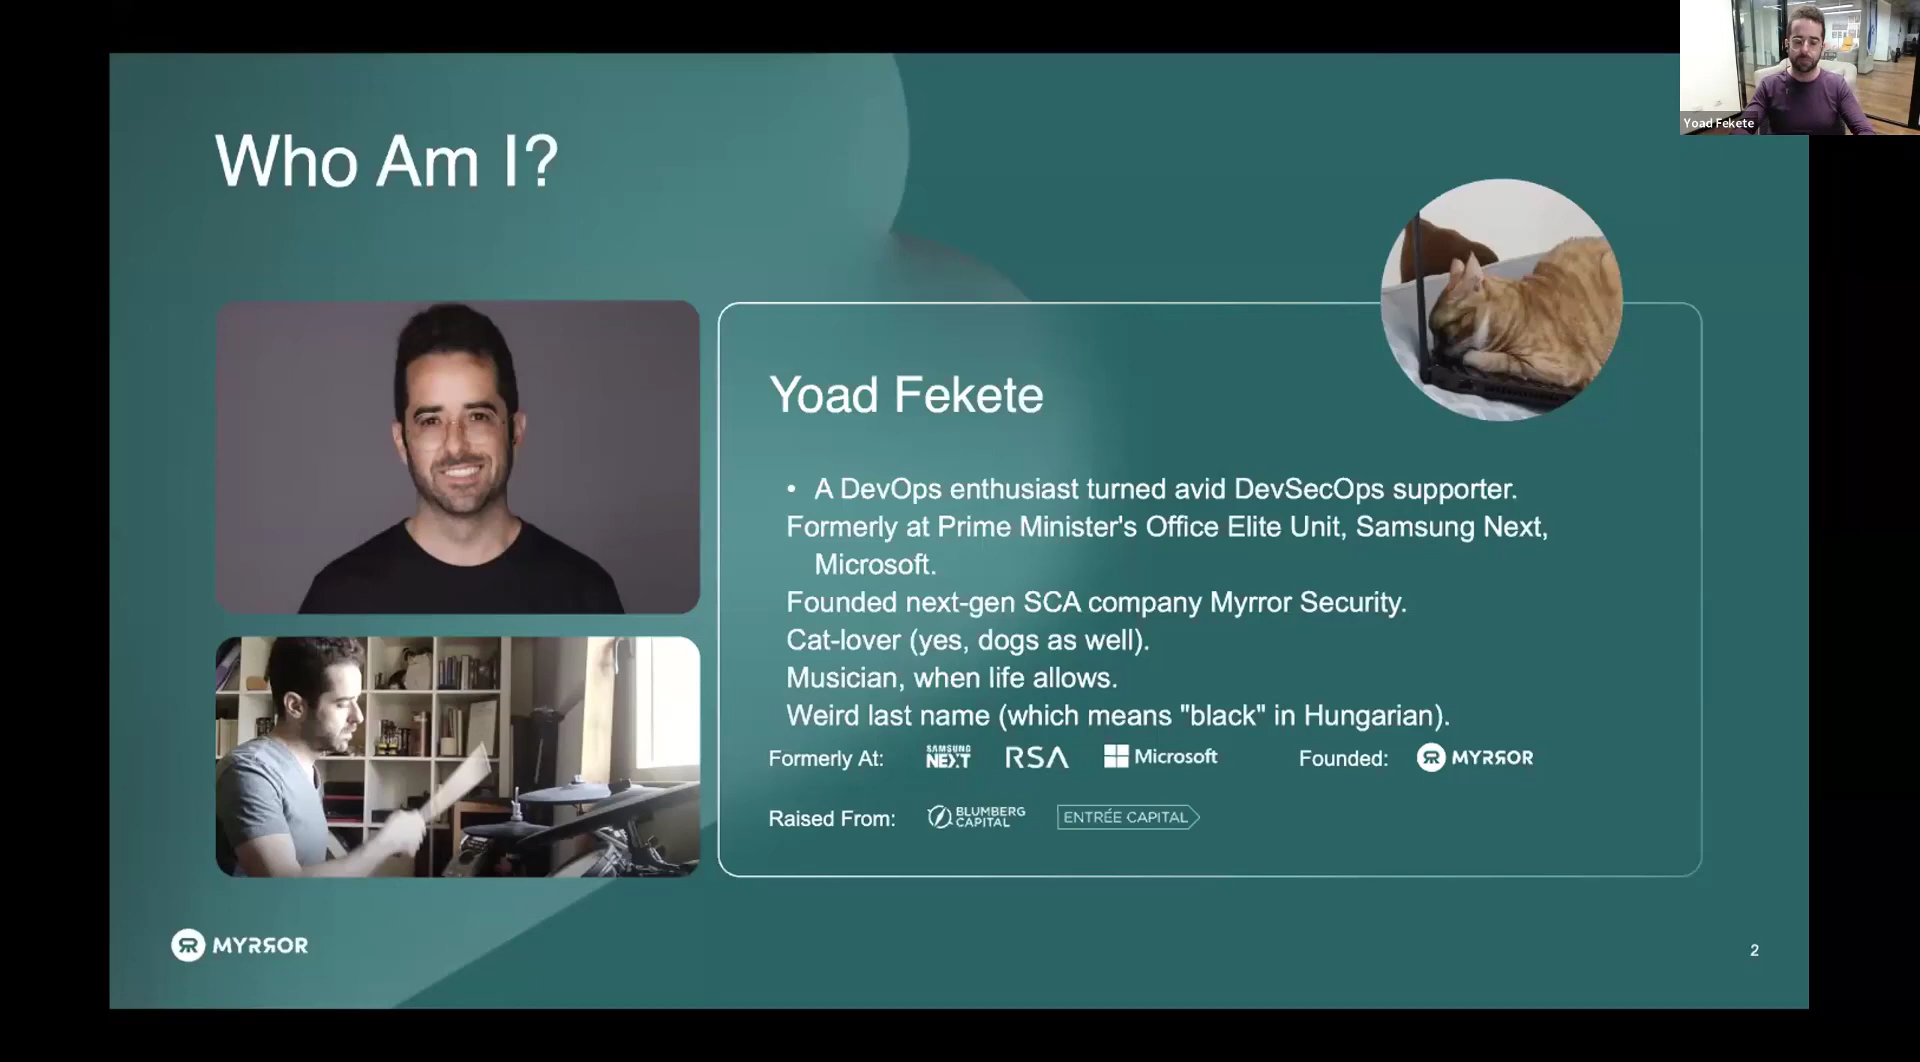 Yoad Fekete
Who Am I?
Yoad Fekete
• A DevOps enthusiast turned avid DevSecOps supporter.
Formerly at Prime Minister's Office Elite Unit, Samsung Next,
Microsoft.
Founded next-gen SCA company Myrror Security.
Cat-lover (yes, dogs as well).
Musician, when life allows.
Weird last name (which means "black" in Hungarian).
Formerly At: SAMSUNG NEXT RSA Microsoft Founded: MYRROR
Raised From: BLUMBERG CAPITAL ENTRÉE CAPITAL
MYRROR
2